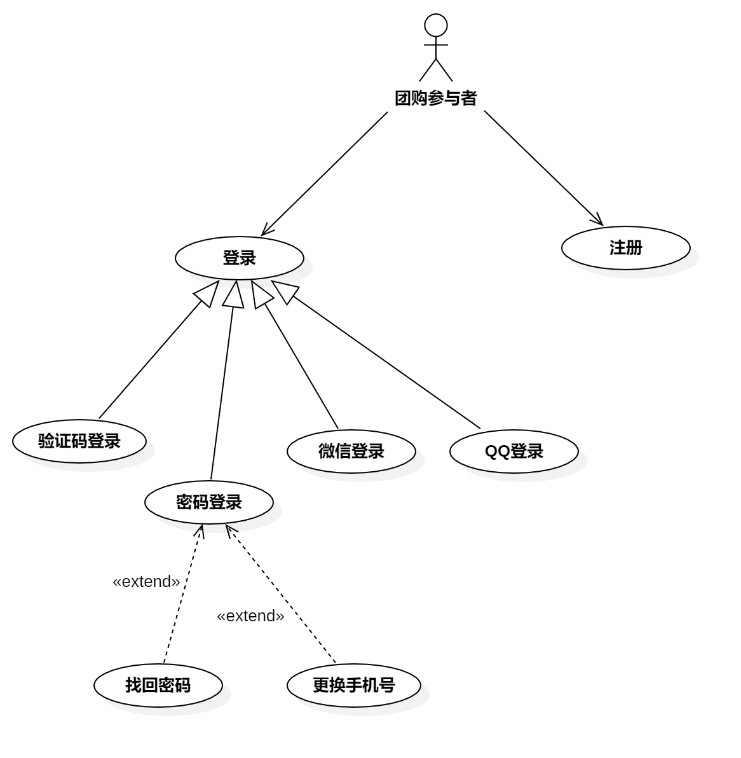 团购参与者
登录
注册
验证码登录
微信登录
QQ登录
密码登录
«extend»
«extend»
找回密码
更换手机号